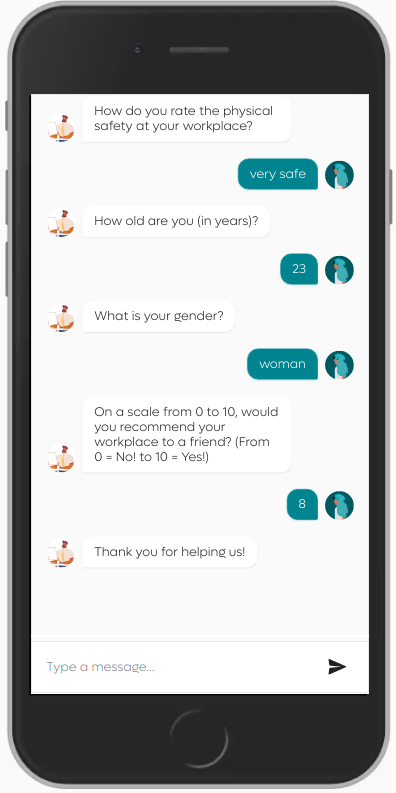 How do you rate the physical
safety at your workplace?
very safe
How old are you (in years)?
23
What is your gender?
woman
On a scale from 0 to 10, would
you recommend your
workplace to a friend? (From
0 = No! to 10 = Yes!)
8
Thank you for helping us!
Type a message...